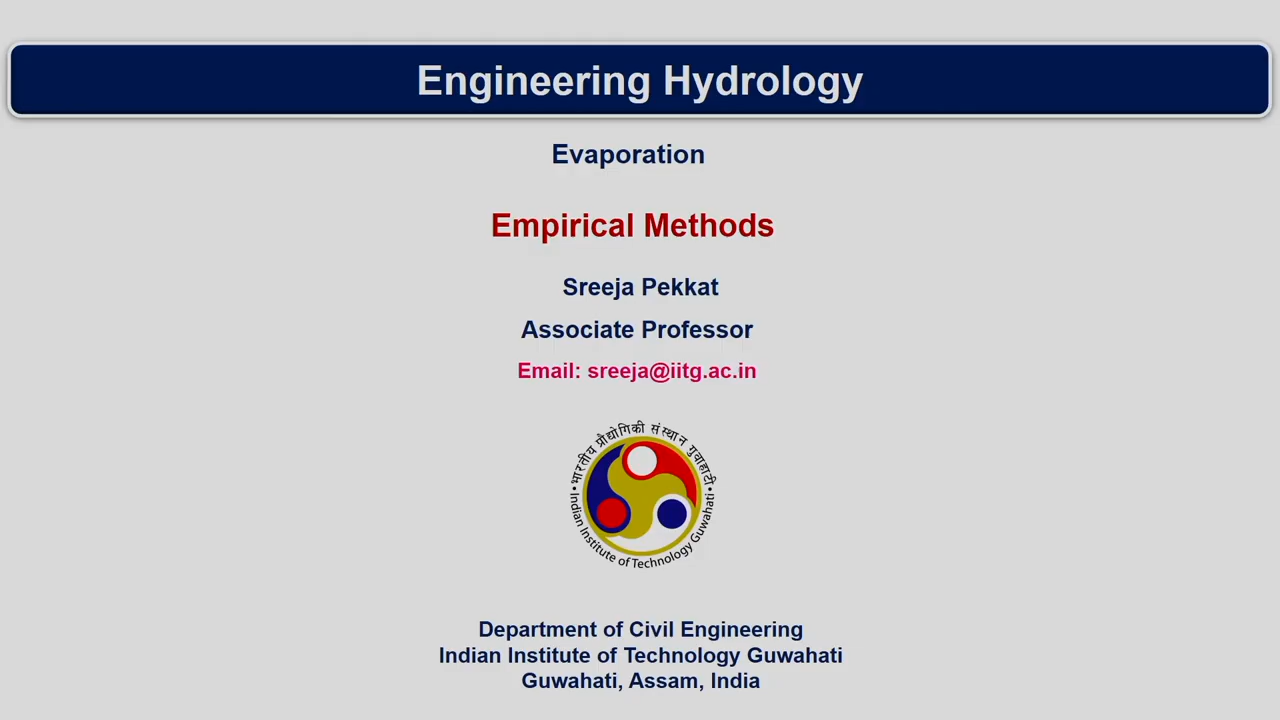 Engineering Hydrology
Evaporation
Empirical Methods
Sreeja Pekkat
Associate Professor
Email: sreeja@iitg.ac.in
भारतीय प्रौद्योगिकी संस्थान गुवाहाटी
Indian Institute of Technology Guwahati
Department of Civil Engineering
Indian Institute of Technology Guwahati
Guwahati, Assam, India